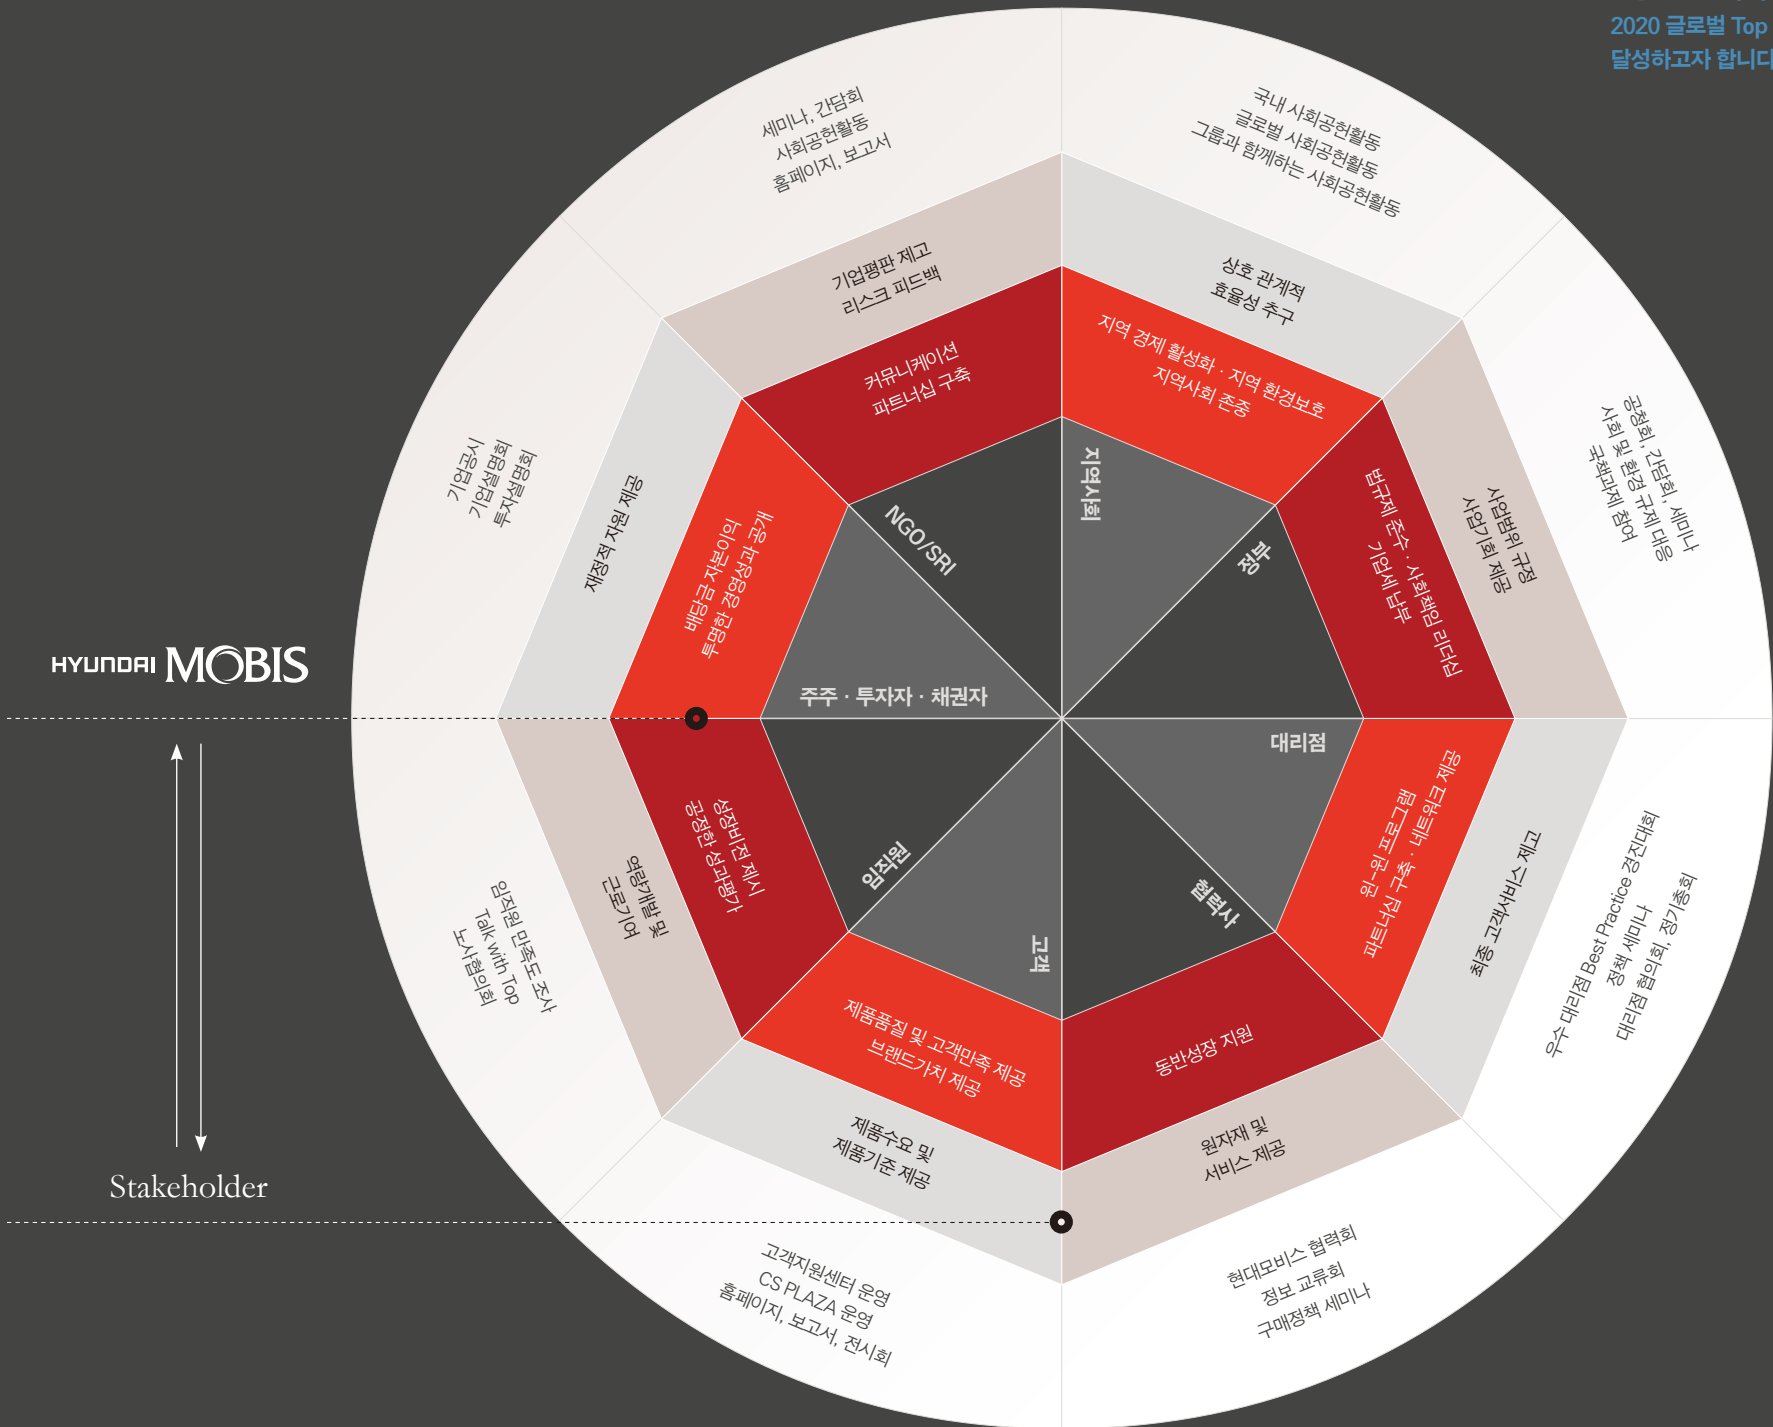 2020 글로벌 Top
달성하고자 합니다
세미나, 간담회
사회공헌활동
홈페이지, 보고서
국내 사회공헌활동
글로벌 사회공헌활동
그룹과 함께하는 사회공헌활동
기업평판 제고
리스크 피드백
상호 관계적
효율성 추구
커뮤니케이션
파트너십 구축
지역 경제 활성화 · 지역 환경보호
지역사회 존중
공청회, 간담회, 세미나
사회 및 환경 규제 대응
국책과제 참여
사업범위 규정
사업기회 제공
법규제 준수 · 사회책임 리더십
기업세 납부
기업공시
기업설명회
투자설명회
재정적 자원 제공
배당금 자본이익
투명한 경영성과 공개
NGO/SRI
지역사회
정부
주주 · 투자자 · 채권자
대리점
임직원
고객
협력사
HYUNDAI MOBIS
Stakeholder
성장비전 제시
공정한 성과평가
역량개발 및
근로기여
임직원 만족도 조사
Talk with Top
노사협의회
윈-윈 프로그램
파트너십 구축 · 네트워크 제공
최종 고객서비스 제고
우수 대리점 Best Practice 경진대회
정책 세미나
대리점 협의회, 정기총회
제품품질 및 고객만족 제공
브랜드가치 제공
동반성장 지원
제품수요 및
제품기준 제공
원자재 및
서비스 제공
고객지원센터 운영
CS PLAZA 운영
홈페이지, 보고서, 전시회
현대모비스 협력회
정보 교류회
구매정책 세미나